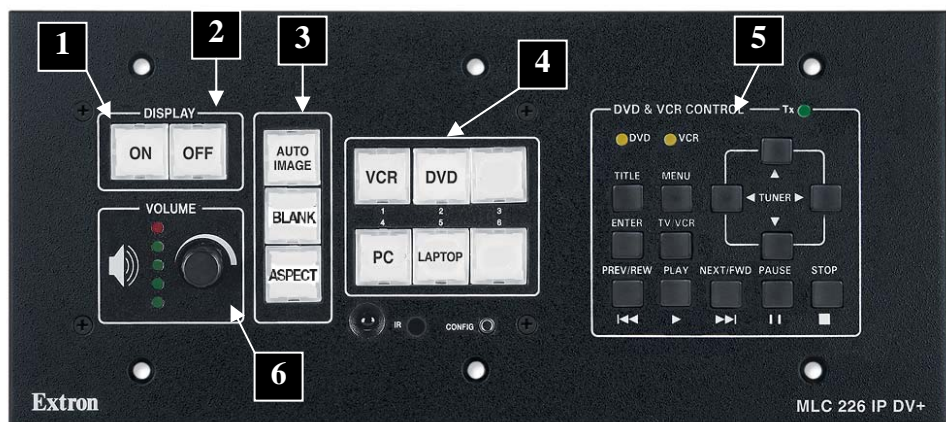 1
2
3
4
5
6
DISPLAY
ON OFF
VOLUME
AUTO IMAGE
BLANK
ASPECT
VCR DVD
1 2 3
4 5 6
PC LAPTOP
IR CONFIG
DVD & VCR CONTROL Tx
DVD VCR
TITLE MENU
TUNER
ENTER TV/VCR
PREV/REW PLAY NEXT/FWD PAUSE STOP
Extron
MLC 226 IP DV+